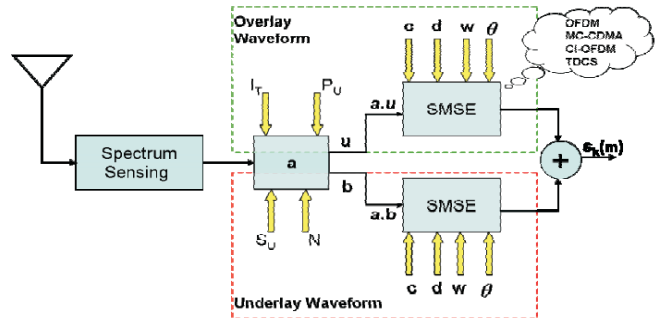 Overlay
Waveform
c d w θ
OFDM
MC-CDMA
CI-OFDM
TDCS
I_T P_U
a.u
SMSE
u
Spectrum
Sensing
a
+
s_k(m)
b
a.b
SMSE
S_U N
c d w θ
Underlay Waveform